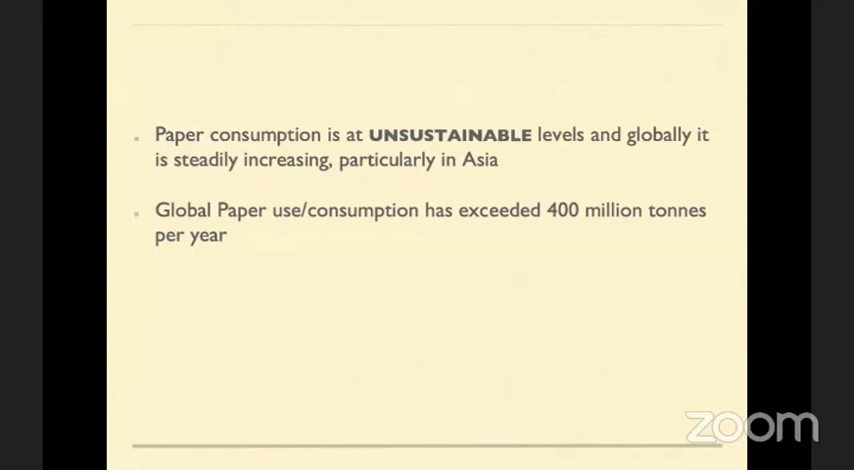 Paper consumption is at UNSUSTAINABLE levels and globally it
is steadily increasing, particularly in Asia
Global Paper use/consumption has exceeded 400 million tonnes
per year
zoom